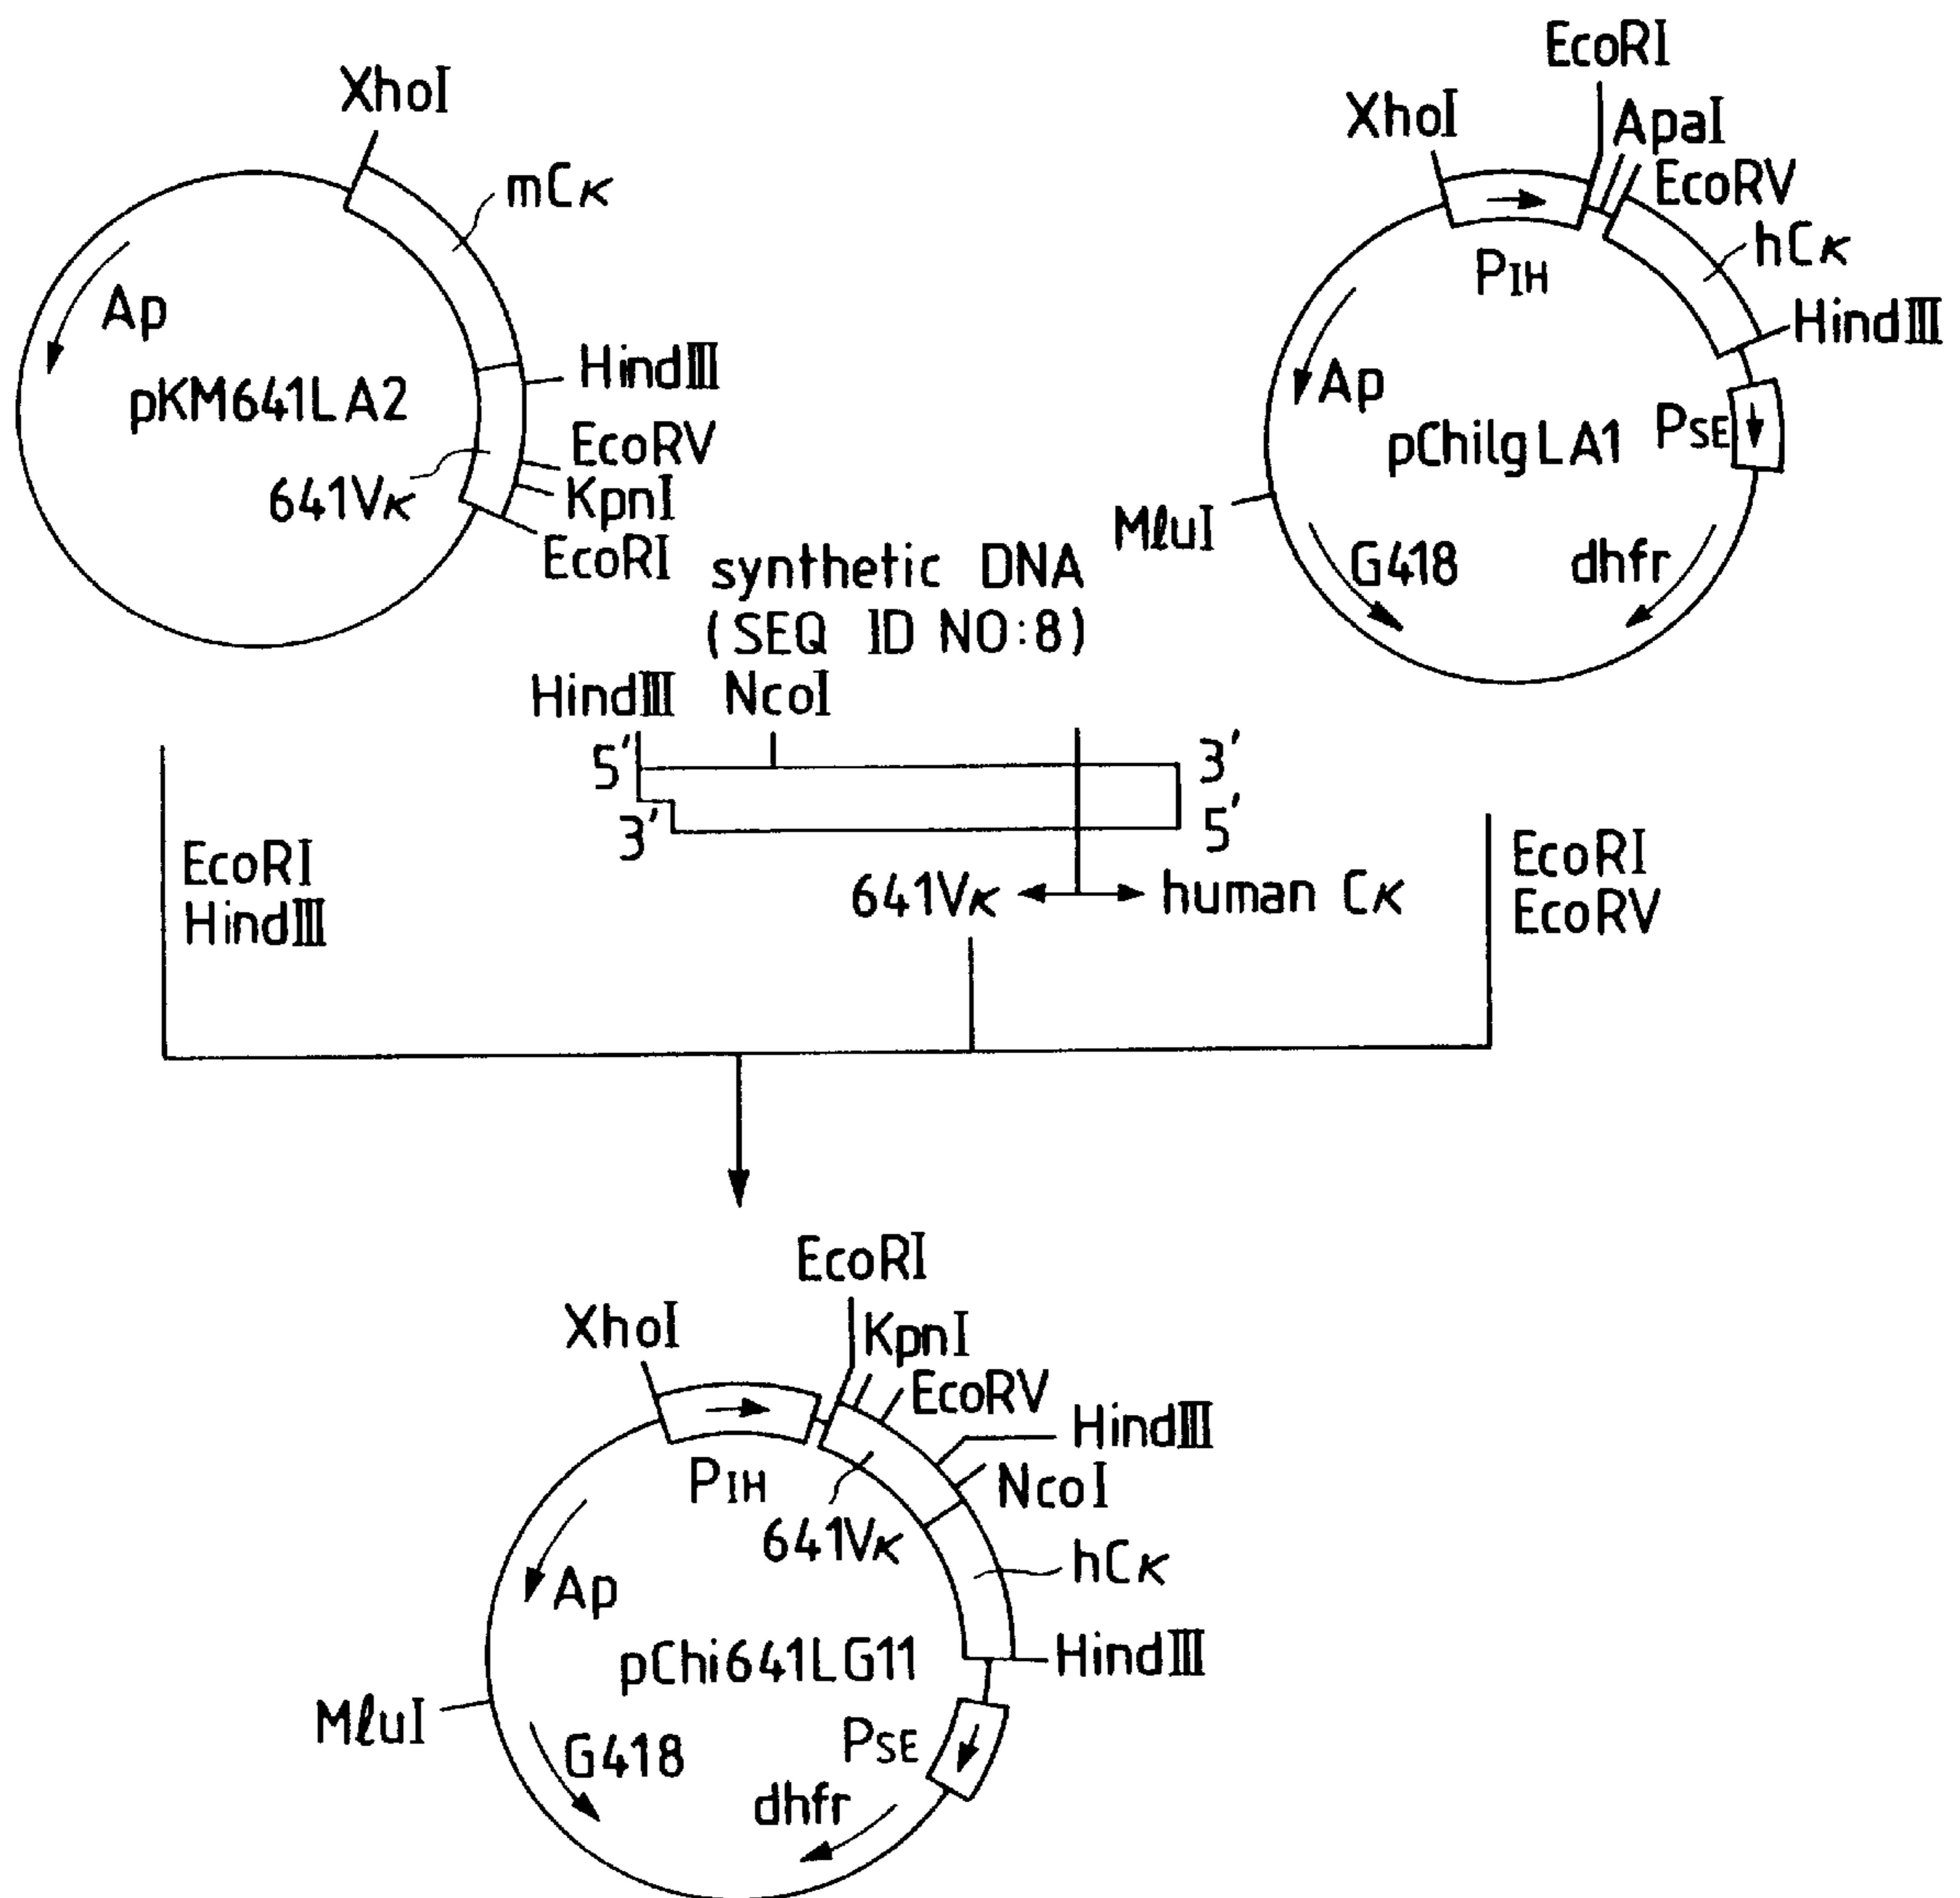 XhoI
mCκ
Ap
HindIII
pKM641LA2
EcoRV
641Vκ
KpnI
EcoRI
EcoRI
XhoI
ApaI
EcoRV
hCκ
PIH
HindIII
Ap
PSE
pChiIgLA1
MluI
G418
dhfr
synthetic DNA
(SEQ ID NO:8)
HindIII NcoI
5' 3'
3' 5'
641Vκ human Cκ
EcoRI
HindIII
EcoRI
EcoRV
EcoRI
XhoI
KpnI
EcoRV
HindIII
NcoI
PIH
641Vκ
hCκ
Ap
pChi641LG11
HindIII
MluI
PSE
G418
dhfr